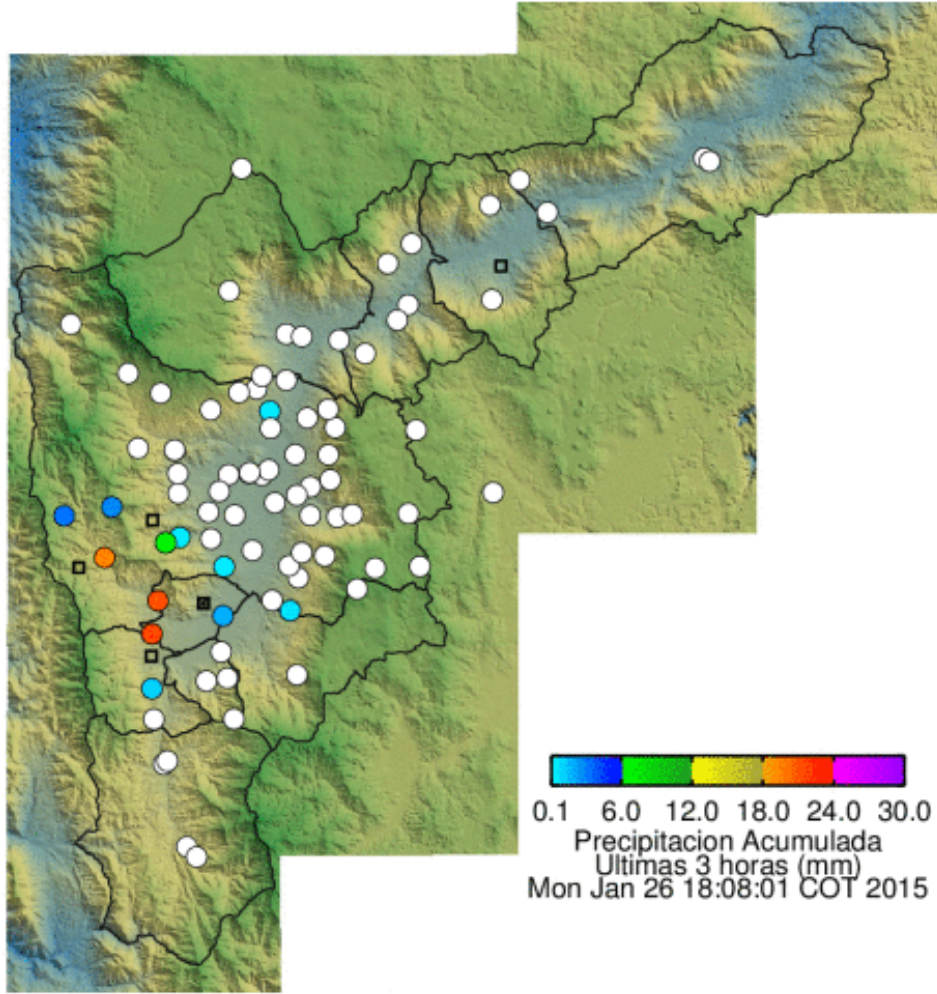 0.1 6.0 12.0 18.0 24.0 30.0
Precipitacion Acumulada
Ultimas 3 horas (mm)
Mon Jan 26 18:08:01 COT 2015